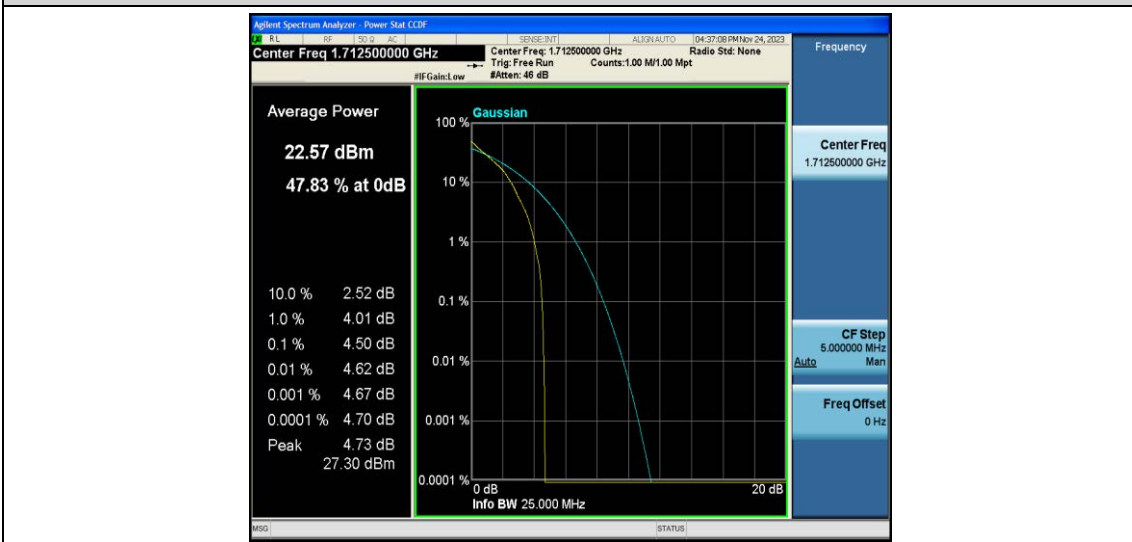 Agilent Spectrum Analyzer - Power Stat CCDF
RL RF 50 Ω AC SENSE:INT ALIGN AUTO 04:37:08 PM Nov 24, 2023
Center Freq 1.712500000 GHz
Center Freq: 1.712500000 GHz Radio Std: None
Trig: Free Run Counts:1.00 M/1.00 Mpt
#IFGain:Low #Atten: 46 dB
Frequency
Average Power
22.57 dBm
47.83 % at 0dB
10.0 % 2.52 dB
1.0 % 4.01 dB
0.1 % 4.50 dB
0.01 % 4.62 dB
0.001 % 4.67 dB
0.0001 % 4.70 dB
Peak 4.73 dB
27.30 dBm
Gaussian
100 %
10 %
1 %
0.1 %
0.01 %
0.001 %
0.0001 %
0 dB 20 dB
Info BW 25.000 MHz
Center Freq
1.712500000 GHz
CF Step
5.000000 MHz
Auto Man
Freq Offset
0 Hz
MSG STATUS